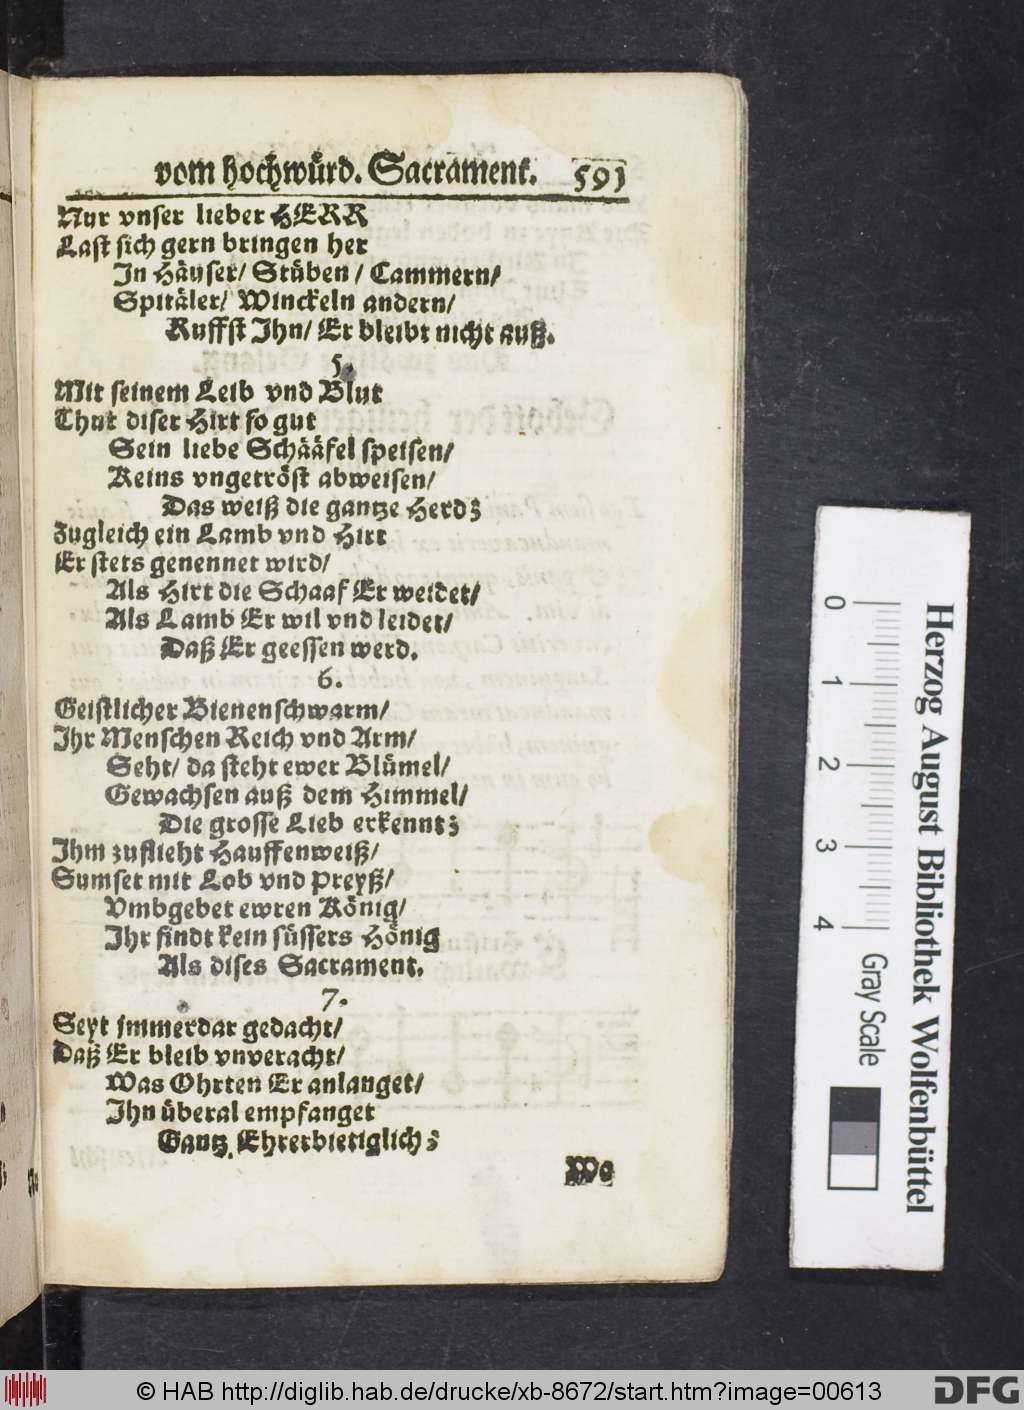 vom hochwürd. Sacrament. 591
Nur vnser lieber HERR
Last sich gern bringen her
In Häuser/ Stüben/ Cammern/
Spitäler/ Winckeln andern/
Ruffst Ihn/ Er bleibt nicht auß.
5.
Mit seinem Leib vnd Blut
Thut diser Hirt so gut
Sein liebe Schääfel speisen/
Keins vngetröst abweisen/
Das weiß die gantze Herd;
Zugleich ein Lamb vnd Hirt
Er stets genennet wird/
Als Hirt die Schaaf Er weidet/
Als Lamb Er wil vnd leidet/
Daß Er geessen werd.
6.
Geistlicher Bienenschwarm/
Ihr Menschen Reich vnd Arm/
Seht/ da steht ewer Blümel/
Gewachsen auß dem Himmel/
Die grosse Lieb erkennt;
Ihm zuflieht Hauffenweiß/
Sumset mit Lob vnd Preyß/
Vmbgebet ewren König/
Ihr findt kein süssers Hönig
Als dises Sacrament.
7.
Seyt jmmerdar gedacht/
Daß Er bleib vnveracht/
Was Ohrten Er anlanget/
Ihn überal empfanget
Gantz Ehrerbietiglich;
We
0 1 2 3 4
Gray Scale
Herzog August Bibliothek Wolfenbüttel
© HAB http://diglib.hab.de/drucke/xb-8672/start.htm?image=00613
DFG